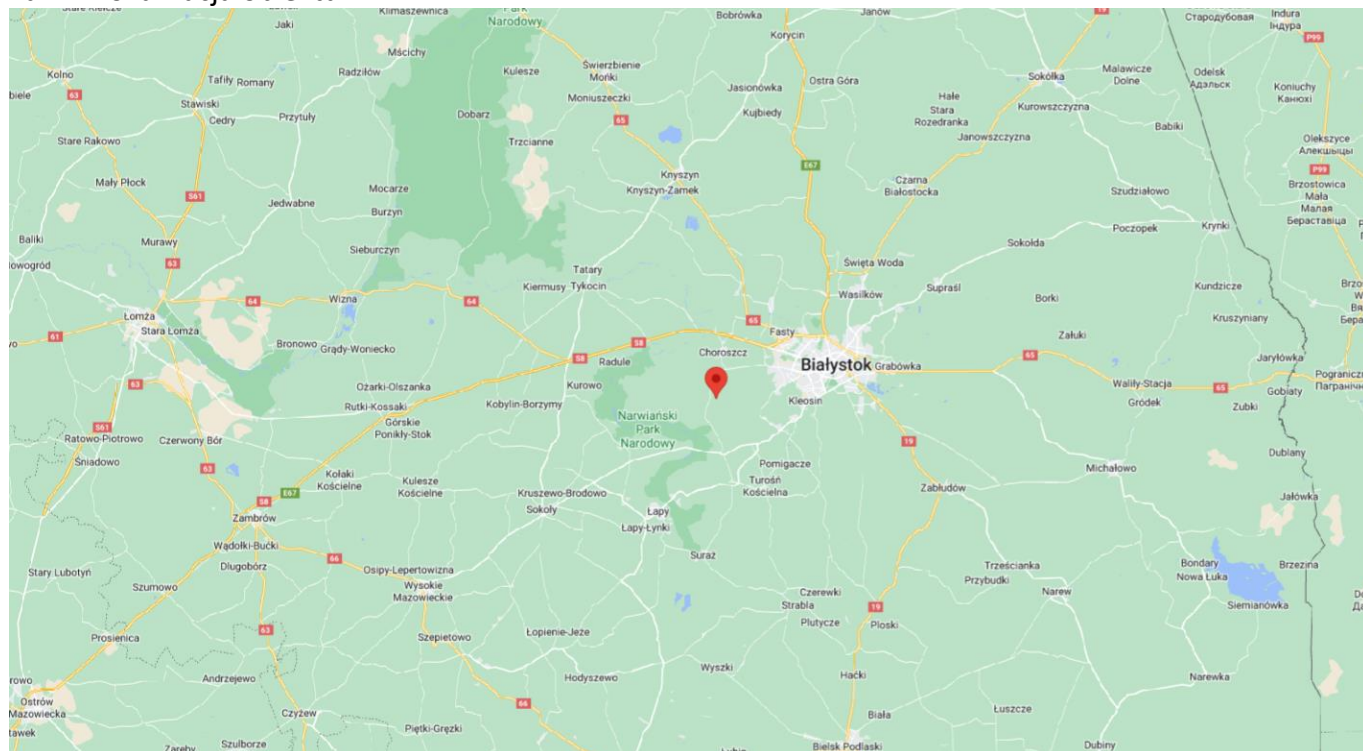 Klimaszewnica
Park
Narodowy
Bobrówka
Janów
19
Стародубовая
Indura
Індура
P99
Jaki
Mścichy
Świerzbienie
Mońki
Korycin
Kolno
Tafiły
Romany
Radziłów
Kulesze
Ostra Góra
Sokółka
Malawicze
Dolne
Odelsk
Адэльск
Koniuchy
Канюхі
63
Stawiski
Cedry
Przytuły
Dobarz
Moniuszeczki
Jasionówka
Kujbiedy
65
Hałe
Stara
Rozedranka
Kurowszczyzna
Janowszczyzna
Babiki
Stare Rakowo
Trzcianne
Olekszyce
Алекшыцы
P99
Mały Płock
S61
Jedwabne
Mocarze
Burzyn
Knyszyn
Knyszyn-Zamek
E67
Czarna
Białostocka
Szudziałowo
Brzostowica
Mała
Малая
Бераставіца
Baliki
Murawy
63
Sieburczyn
Sokołda
Poczopek
Krynki
Tatary
Kiermusy
Tykocin
Święta Woda
Wasilków
Supraśl
Borki
Kundzicze
64
Wizna
64
Łomża
Stara Łomża
61
Bronowo
Grądy-Woniecko
65
Fasty
Kruszyniany
Załuki
S8
S8
Radule
Choroszcz
Białystok
Grabówka
65
Jaryłówka
63
Ożarki-Olszanka
Kurowo
Waliły-Stacja
65
Gobiaty
Rutki-Kossaki
Kobylin-Borzymy
Kleosin
Gródek
Zubki
S61
Górskie
Ponikły-Stok
Narwiański
Park
Narodowy
Ratowo-Piotrowo
Czerwony Bór
19
Śniadowo
63
Dublany
Kołaki
Kościelne
Kulesze
Kościelne
Pomigacze
Michałowo
Turośń
Kościelna
Zabłudów
E67
S8
Kruszewo-Brodowo
Sokoły
Jałówka
Zambrów
Łapy
Łapy-Łynki
Wądołki-Bućki
66
Suraż
Stary Lubotyń
Długobórz
Osipy-Lepertowizna
Trześcianka
Bondary
Nowa Łuka
Brzezina
Szumowo
Wysokie
Mazowieckie
Przybudki
Czerewki
Strabla
Narew
Siemianówka
19
Plutycze
Ploski
Prosienica
63
Szepietowo
Łopienie-Jeże
Wyszki
Haćki
Andrzejewo
Hodyszewo
Narewka
Ostrów
Mazowiecka
66
Czyżew
Łuszcze
Piętki-Gręzki
Biała
Szulborze
Bielsk Podlaski
Dubiny